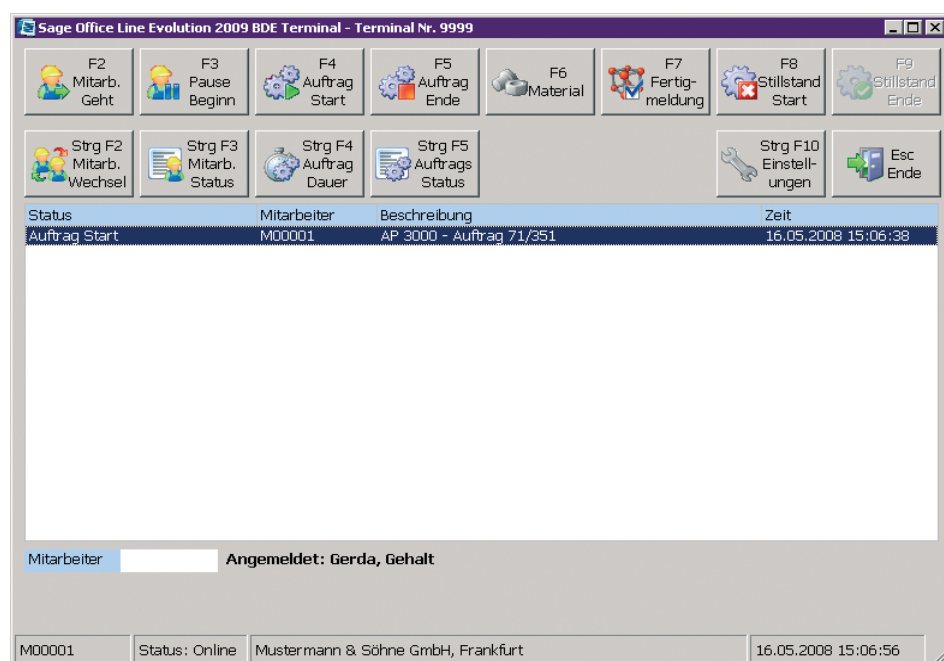 Sage Office Line Evolution 2009 BDE Terminal - Terminal Nr. 9999
F2 Mitarb. Geht
F3 Pause Beginn
F4 Auftrag Start
F5 Auftrag Ende
F6 Material
F7 Fertig- meldung
F8 Stillstand Start
F9 Stillstand Ende
Strg F2 Mitarb. Wechsel
Strg F3 Mitarb. Status
Strg F4 Auftrag Dauer
Strg F5 Auftrags Status
Strg F10 Einstell- ungen
Esc Ende
Status Mitarbeiter Beschreibung Zeit
Auftrag Start M00001 AP 3000 - Auftrag 71/351 16.05.2008 15:06:38
Mitarbeiter Angemeldet: Gerda, Gehalt
M00001 Status: Online Mustermann & Söhne GmbH, Frankfurt 16.05.2008 15:06:56